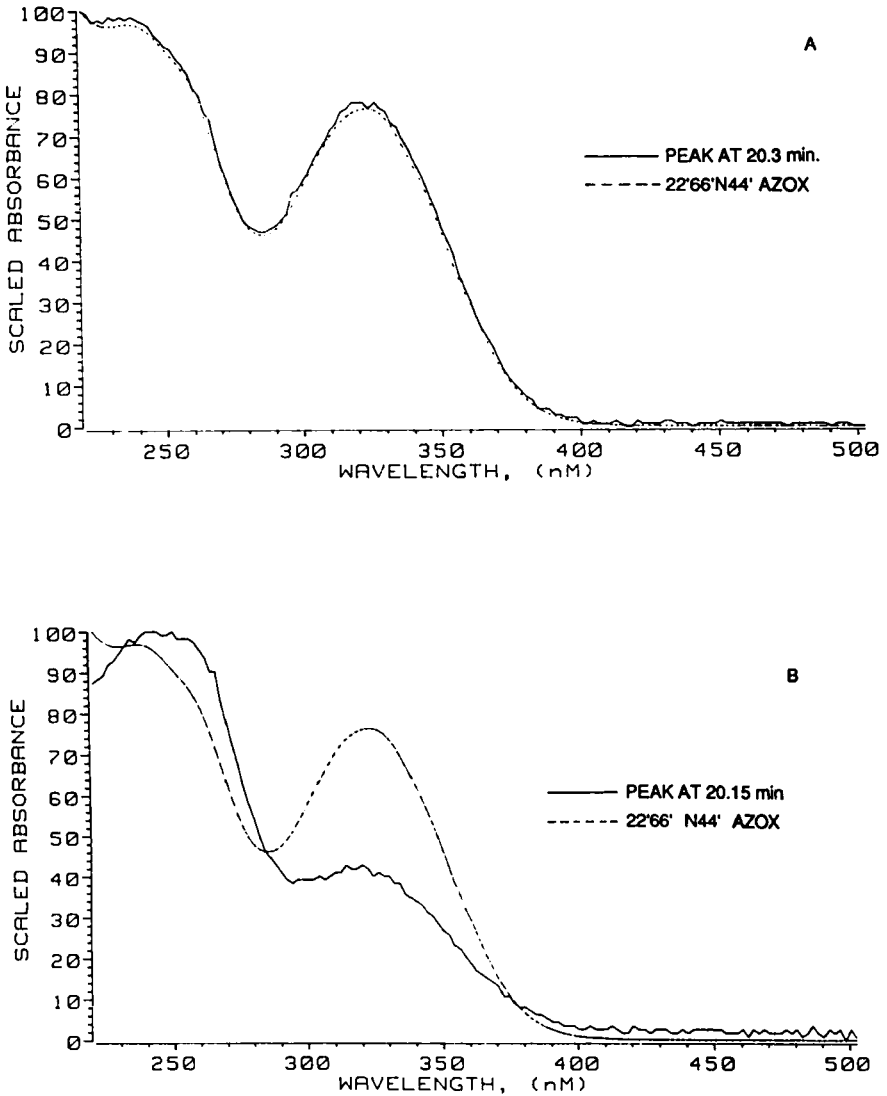 A
SCALED ABSORBANCE
100
90
80
70
60
50
40
30
20
10
0
PEAK AT 20.3 min.
22'66'N44' AZOX
250 300 350 400 450 500
WAVELENGTH, (nM)
B
SCALED ABSORBANCE
100
90
80
70
60
50
40
30
20
10
0
PEAK AT 20.15 min
22'66' N44' AZOX
250 300 350 400 450 500
WAVELENGTH, (nM)